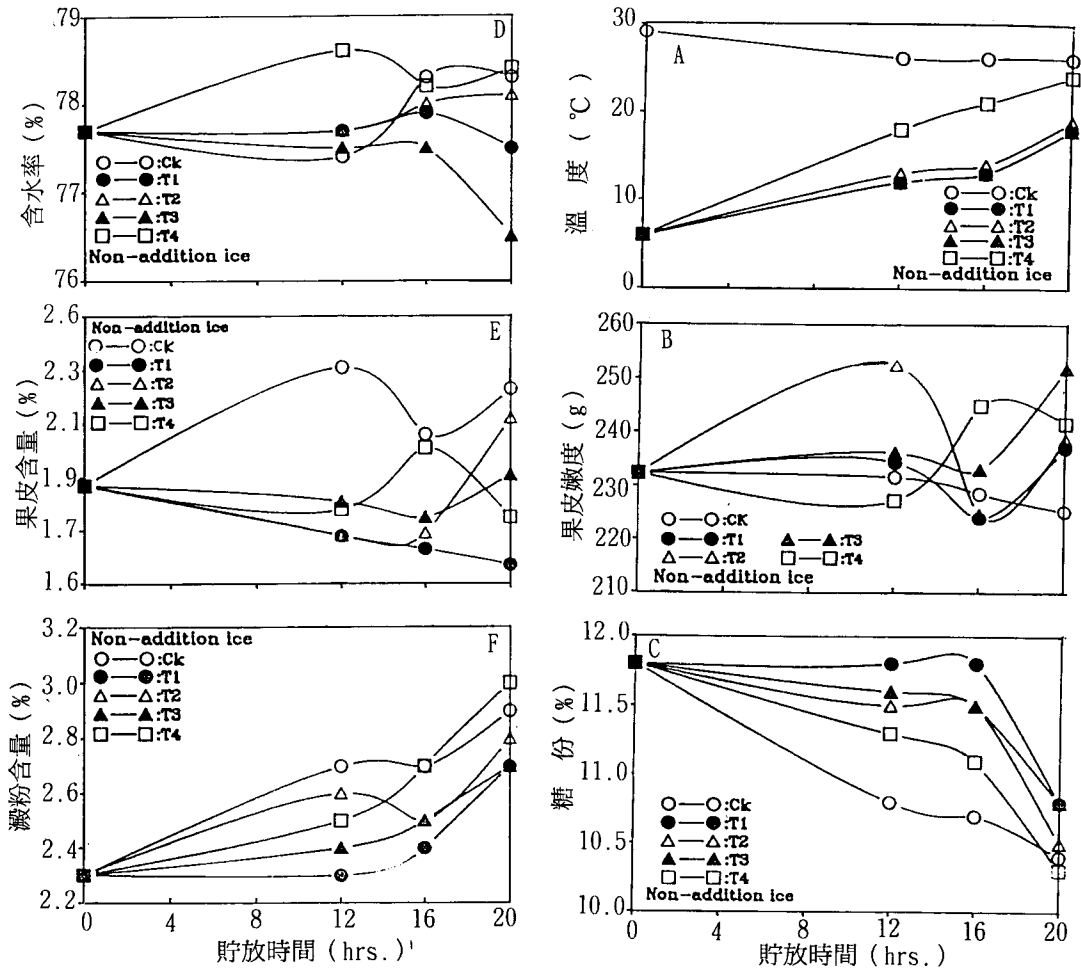 D
含水率 (%)
79
78
77
76
:Ck
:T1
:T2
:T3
:T4
Non-addition ice
A
溫度 (℃)
30
20
10
0
:Ck
:T1
:T2
:T3
:T4
Non-addition ice
E
果皮含量 (%)
2.6
2.3
2.1
1.9
1.7
1.6
Non-addition ice
:Ck
:T1
:T2
:T3
:T4
0 4 8 12 16 20
B
果皮嫩度 (g)
260
250
240
230
220
210
:CK
:T1 :T3
:T2 :T4
Non-addition ice
F
澱粉含量 (%)
3.2
3.0
2.8
2.6
2.4
2.2
Non-addition ice
:Ck
:T1
:T2
:T3
:T4
0 4 8 12 16 20
貯放時間 (hrs.)
C
糖份 (%)
12.0
11.5
11.0
10.5
10.0
:Ck
:T1
:T2
:T3
:T4
Non-addition ice
0 4 8 12 16 20
貯放時間 (hrs.)